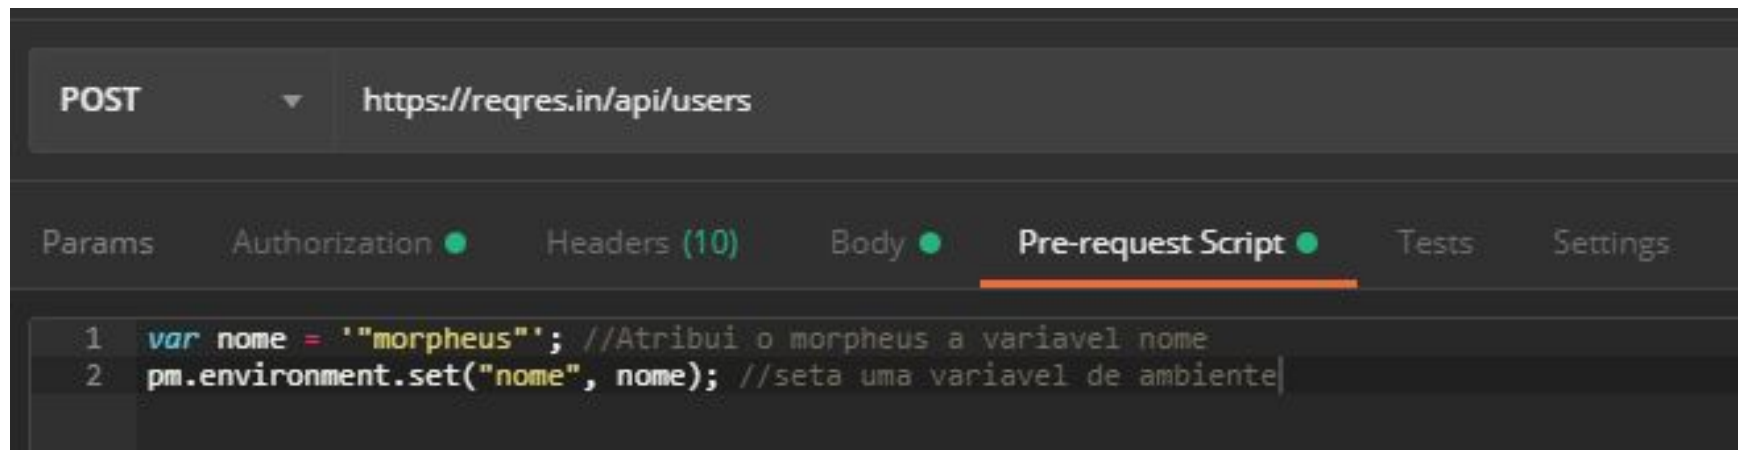 POST https://reqres.in/api/users
Params Authorization Headers (10) Body Pre-request Script Tests Settings
1 var nome = '"morpheus"'; //Atribui o morpheus a variavel nome
2 pm.environment.set("nome", nome); //seta uma variavel de ambiente